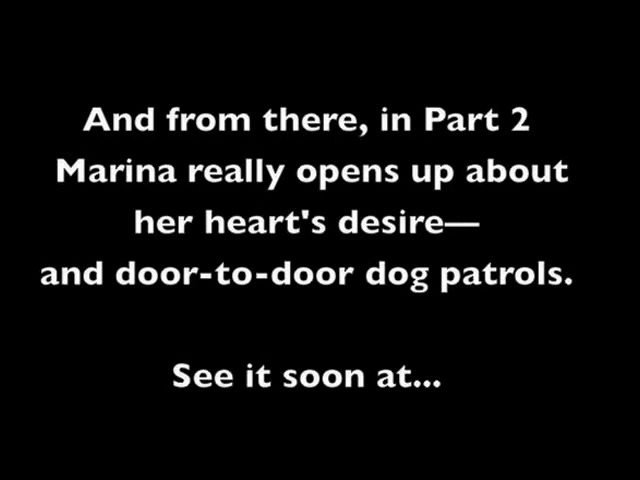 And from there, in Part 2
Marina really opens up about
her heart's desire—
and door-to-door dog patrols.
See it soon at...